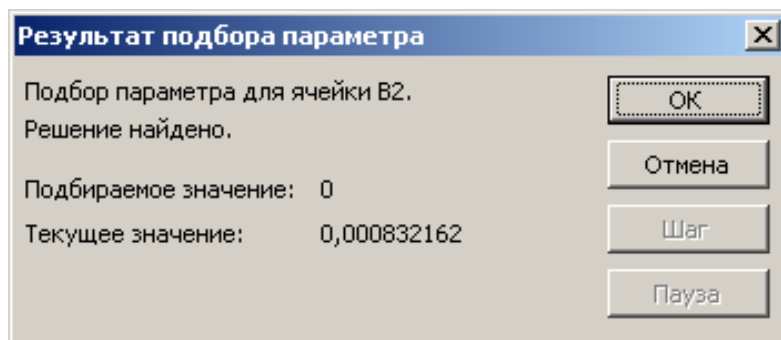 Результат подбора параметра
Подбор параметра для ячейки B2.
Решение найдено.
Подбираемое значение: 0
Текущее значение: 0,000832162
ОК
Отмена
Шаг
Пауза